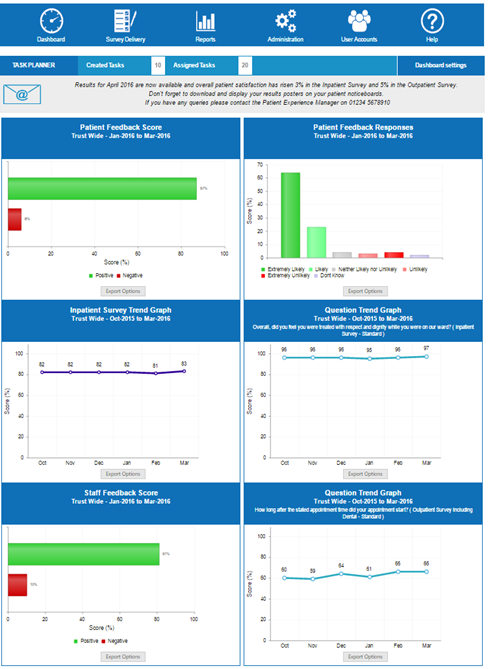 Dashboard
Survey Delivery
Reports
Administration
User Accounts
Help
TASK PLANNER
Created Tasks
10
Assigned Tasks
20
Dashboard settings
@
Results for April 2016 are now available and overall patient satisfaction has risen 3% in the Inpatient Survey and 5% in the Outpatient Survey.
Don't forget to download and display your results posters on your patient noticeboards.
If you have any queries please contact the Patient Experience Manager on 01234 5678910
Patient Feedback Score
Trust Wide - Jan-2016 to Mar-2016
87%
6%
0 20 40 60 80 100
Score (%)
Positive Negative
Export Options
Patient Feedback Responses
Trust Wide - Jan-2016 to Mar-2016
Score (%)
70
60
50
40
30
20
10
0
Extremely Likely Likely Neither Likely nor Unlikely Unlikely
Extremely Unlikely Dont Know
Export Options
Inpatient Survey Trend Graph
Trust Wide - Oct-2015 to Mar-2016
Score (%)
100
80
60
40
20
0
82 82 82 82 81 83
Oct Nov Dec Jan Feb Mar
Export Options
Question Trend Graph
Trust Wide - Oct-2015 to Mar-2016
Overall, did you feel you were treated with respect and dignity while you were on our ward? ( Inpatient
Survey - Standard )
Score (%)
100
80
60
40
20
0
97
Oct Nov Dec Jan Feb Mar
Export Options
Staff Feedback Score
Trust Wide - Jan-2016 to Mar-2016
10%
0 20 40 60 80 100
Score (%)
Positive Negative
Export Options
Question Trend Graph
Trust Wide - Oct-2015 to Mar-2016
How long after the stated appointment time did your appointment start? ( Outpatient Survey Including
Dental - Standard )
Score (%)
100
80
60
40
20
0
60 59 64 61 66 66
Oct Nov Dec Jan Feb Mar
Export Options